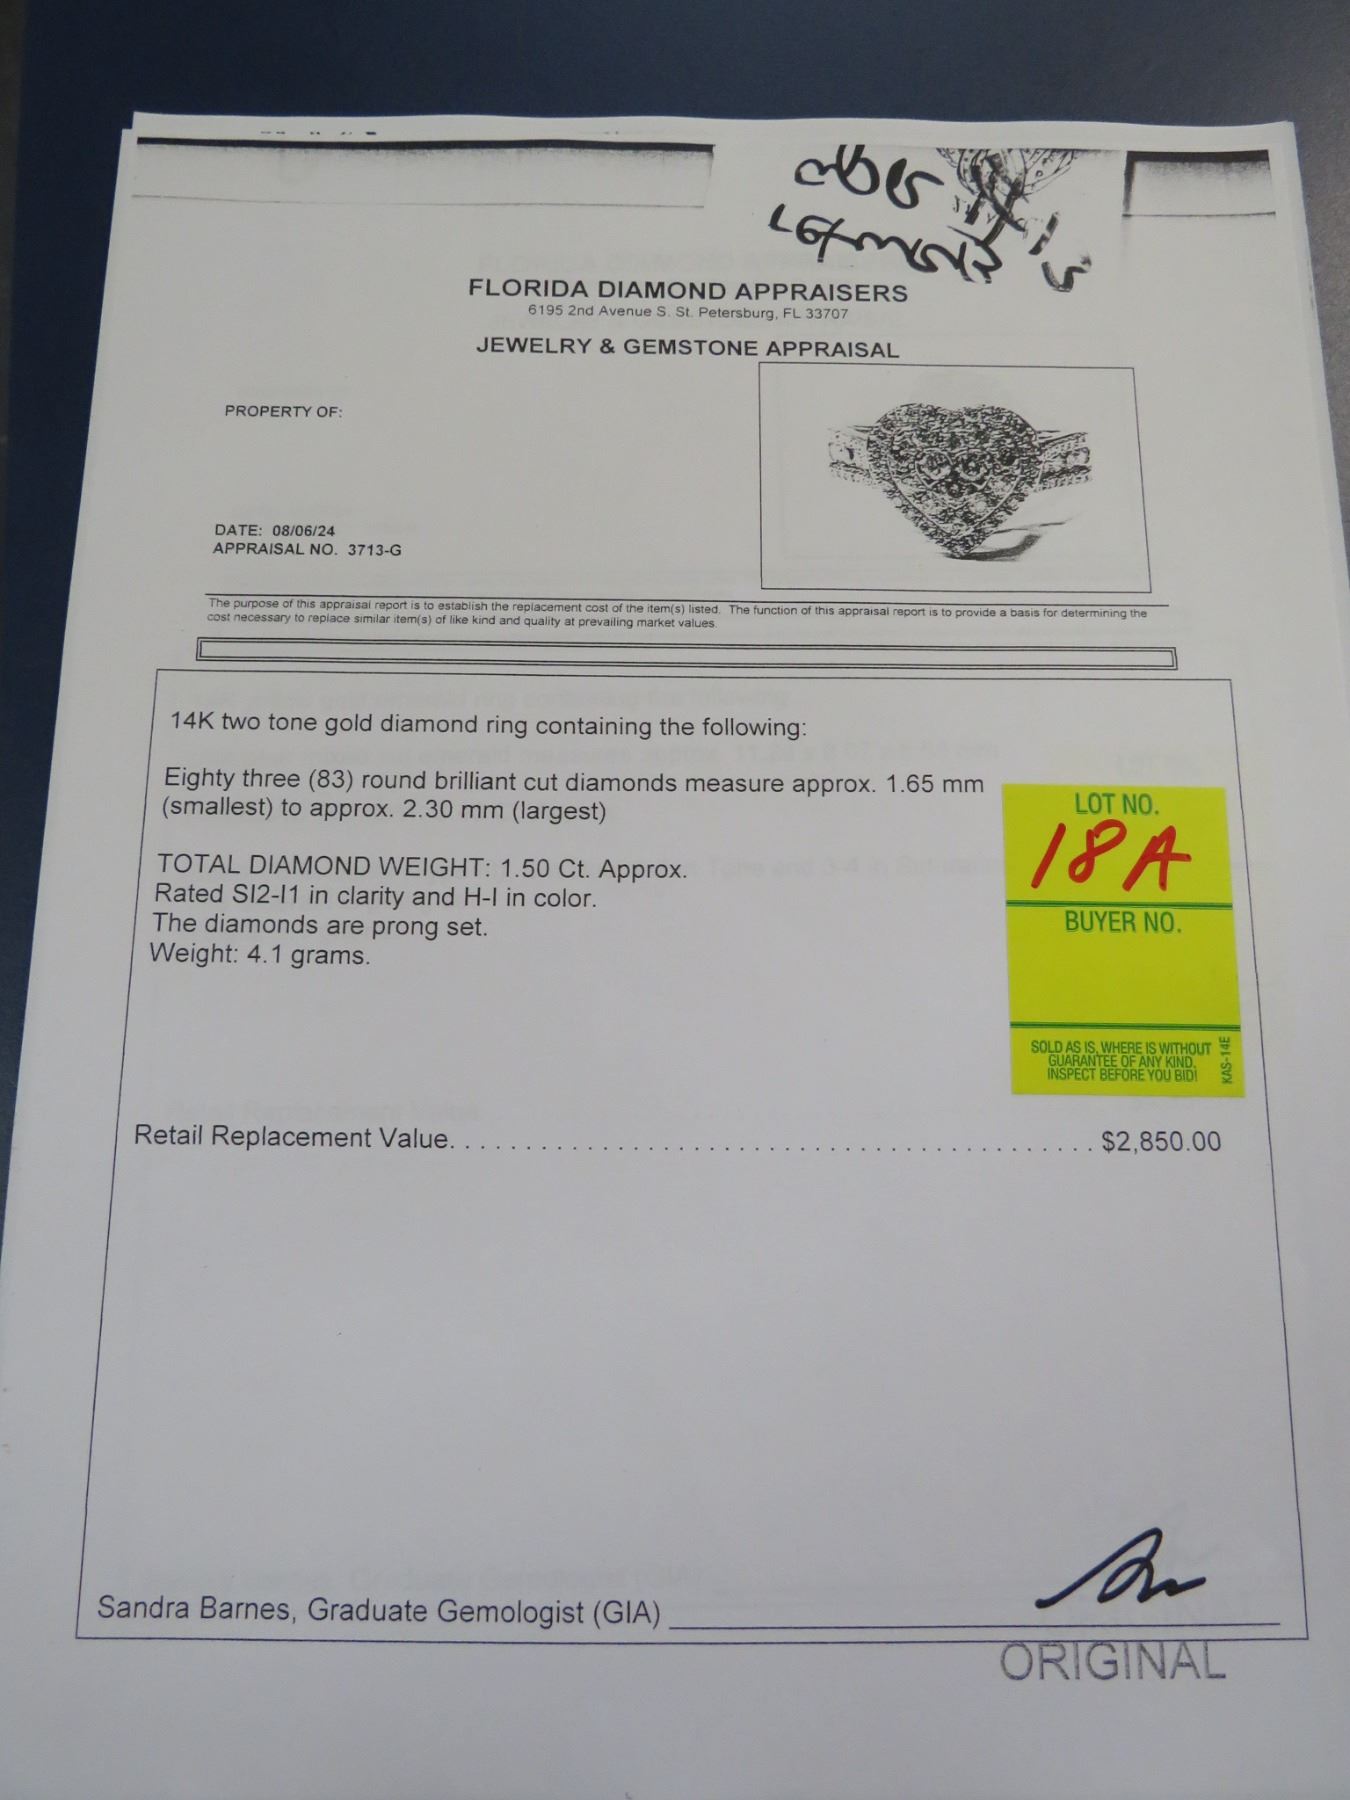 FLORIDA DIAMOND APPRAISERS
6195 2nd Avenue S. St. Petersburg, FL 33707
JEWELRY & GEMSTONE APPRAISAL
PROPERTY OF:
DATE: 08/06/24
APPRAISAL NO. 3713-G
The purpose of this appraisal report is to establish the replacement cost of the item(s) listed. The function of this appraisal report is to provide a basis for determining the
cost necessary to replace similar item(s) of like kind and quality at prevailing market values.
14K two tone gold diamond ring containing the following:
Eighty three (83) round brilliant cut diamonds measure approx. 1.65 mm
(smallest) to approx. 2.30 mm (largest)
TOTAL DIAMOND WEIGHT: 1.50 Ct. Approx.
Rated SI2-I1 in clarity and H-I in color.
The diamonds are prong set.
Weight: 4.1 grams.
LOT NO.
18A
BUYER NO.
SOLD AS IS, WHERE IS WITHOUT
GUARANTEE OF ANY KIND.
INSPECT BEFORE YOU BID!
KAS-14E
Retail Replacement Value. . . . . . . . . . . . . . . . . . . . . . . . . . . . . . . . . . . . . . . . . . . . $2,850.00
Sandra Barnes, Graduate Gemologist (GIA)
ORIGINAL